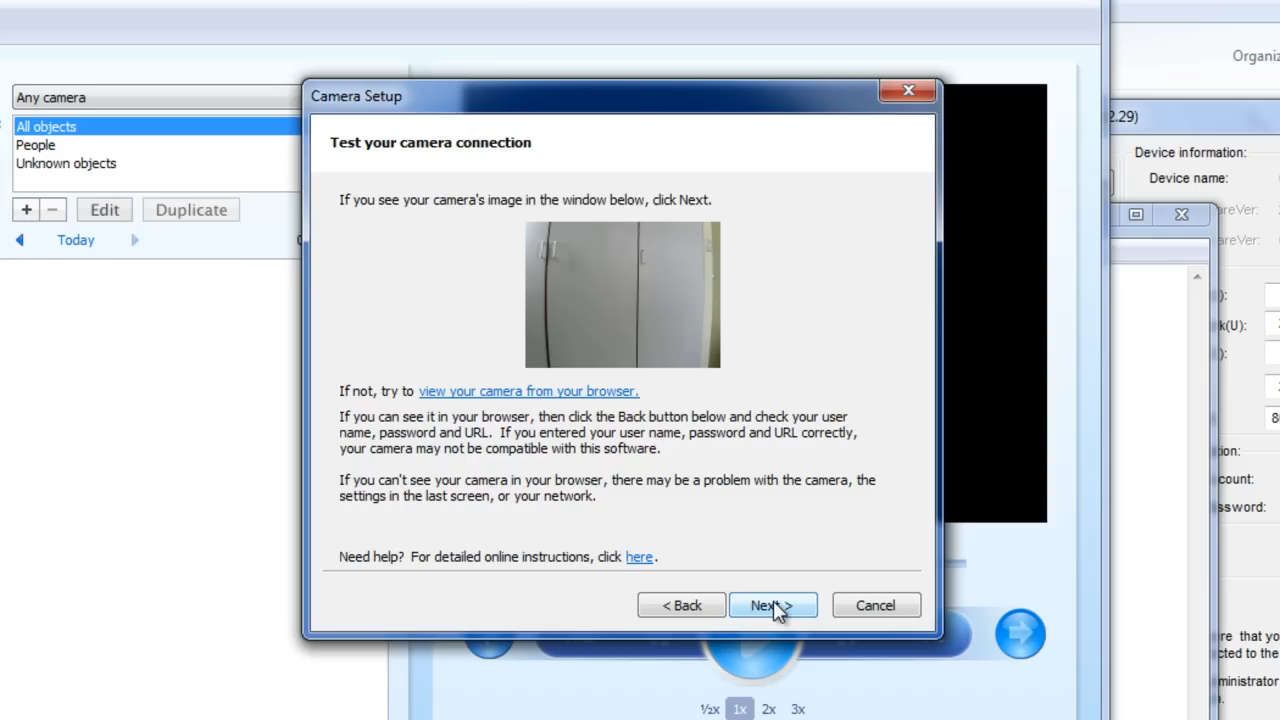 Organiz
Any camera
Camera Setup
2.29)
All objects
People
Unknown objects
Test your camera connection
Device information:
Device name:
If you see your camera's image in the window below, click Next.
+
−
Edit
Duplicate
areVer:
Today
areVer:
):
k(U):
):
If not, try to view your camera from your browser.
If you can see it in your browser, then click the Back button below and check your user
name, password and URL. If you entered your user name, password and URL correctly,
your camera may not be compatible with this software.
8
tion:
If you can't see your camera in your browser, there may be a problem with the camera, the
settings in the last screen, or your network.
count:
ssword:
Need help? For detailed online instructions, click here.
< Back
Next >
Cancel
re that yo
cted to the
ministrator
½x
1x
2x
3x